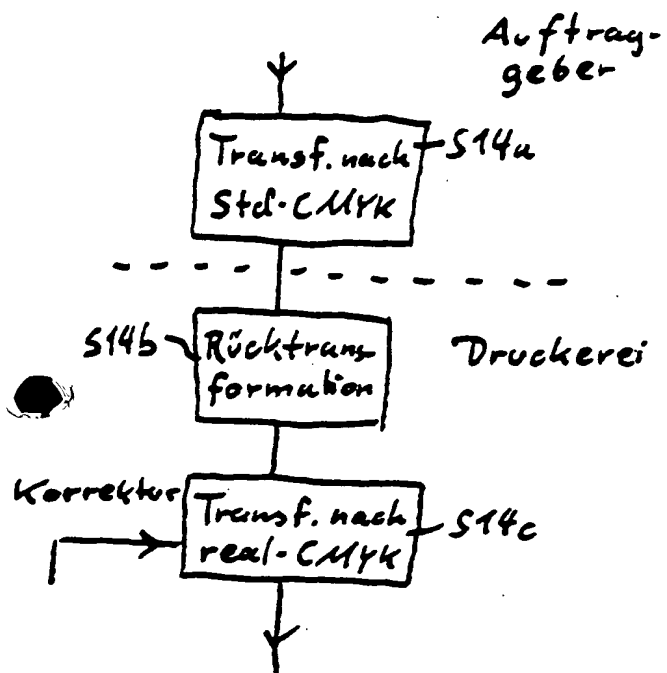 Auftrag-
geber
Transf. nach
Std-CMYK
S14a
S14b
Rücktrans-
formation
Druckerei
Korrektur
Transf. nach
real-CMYK
S14c